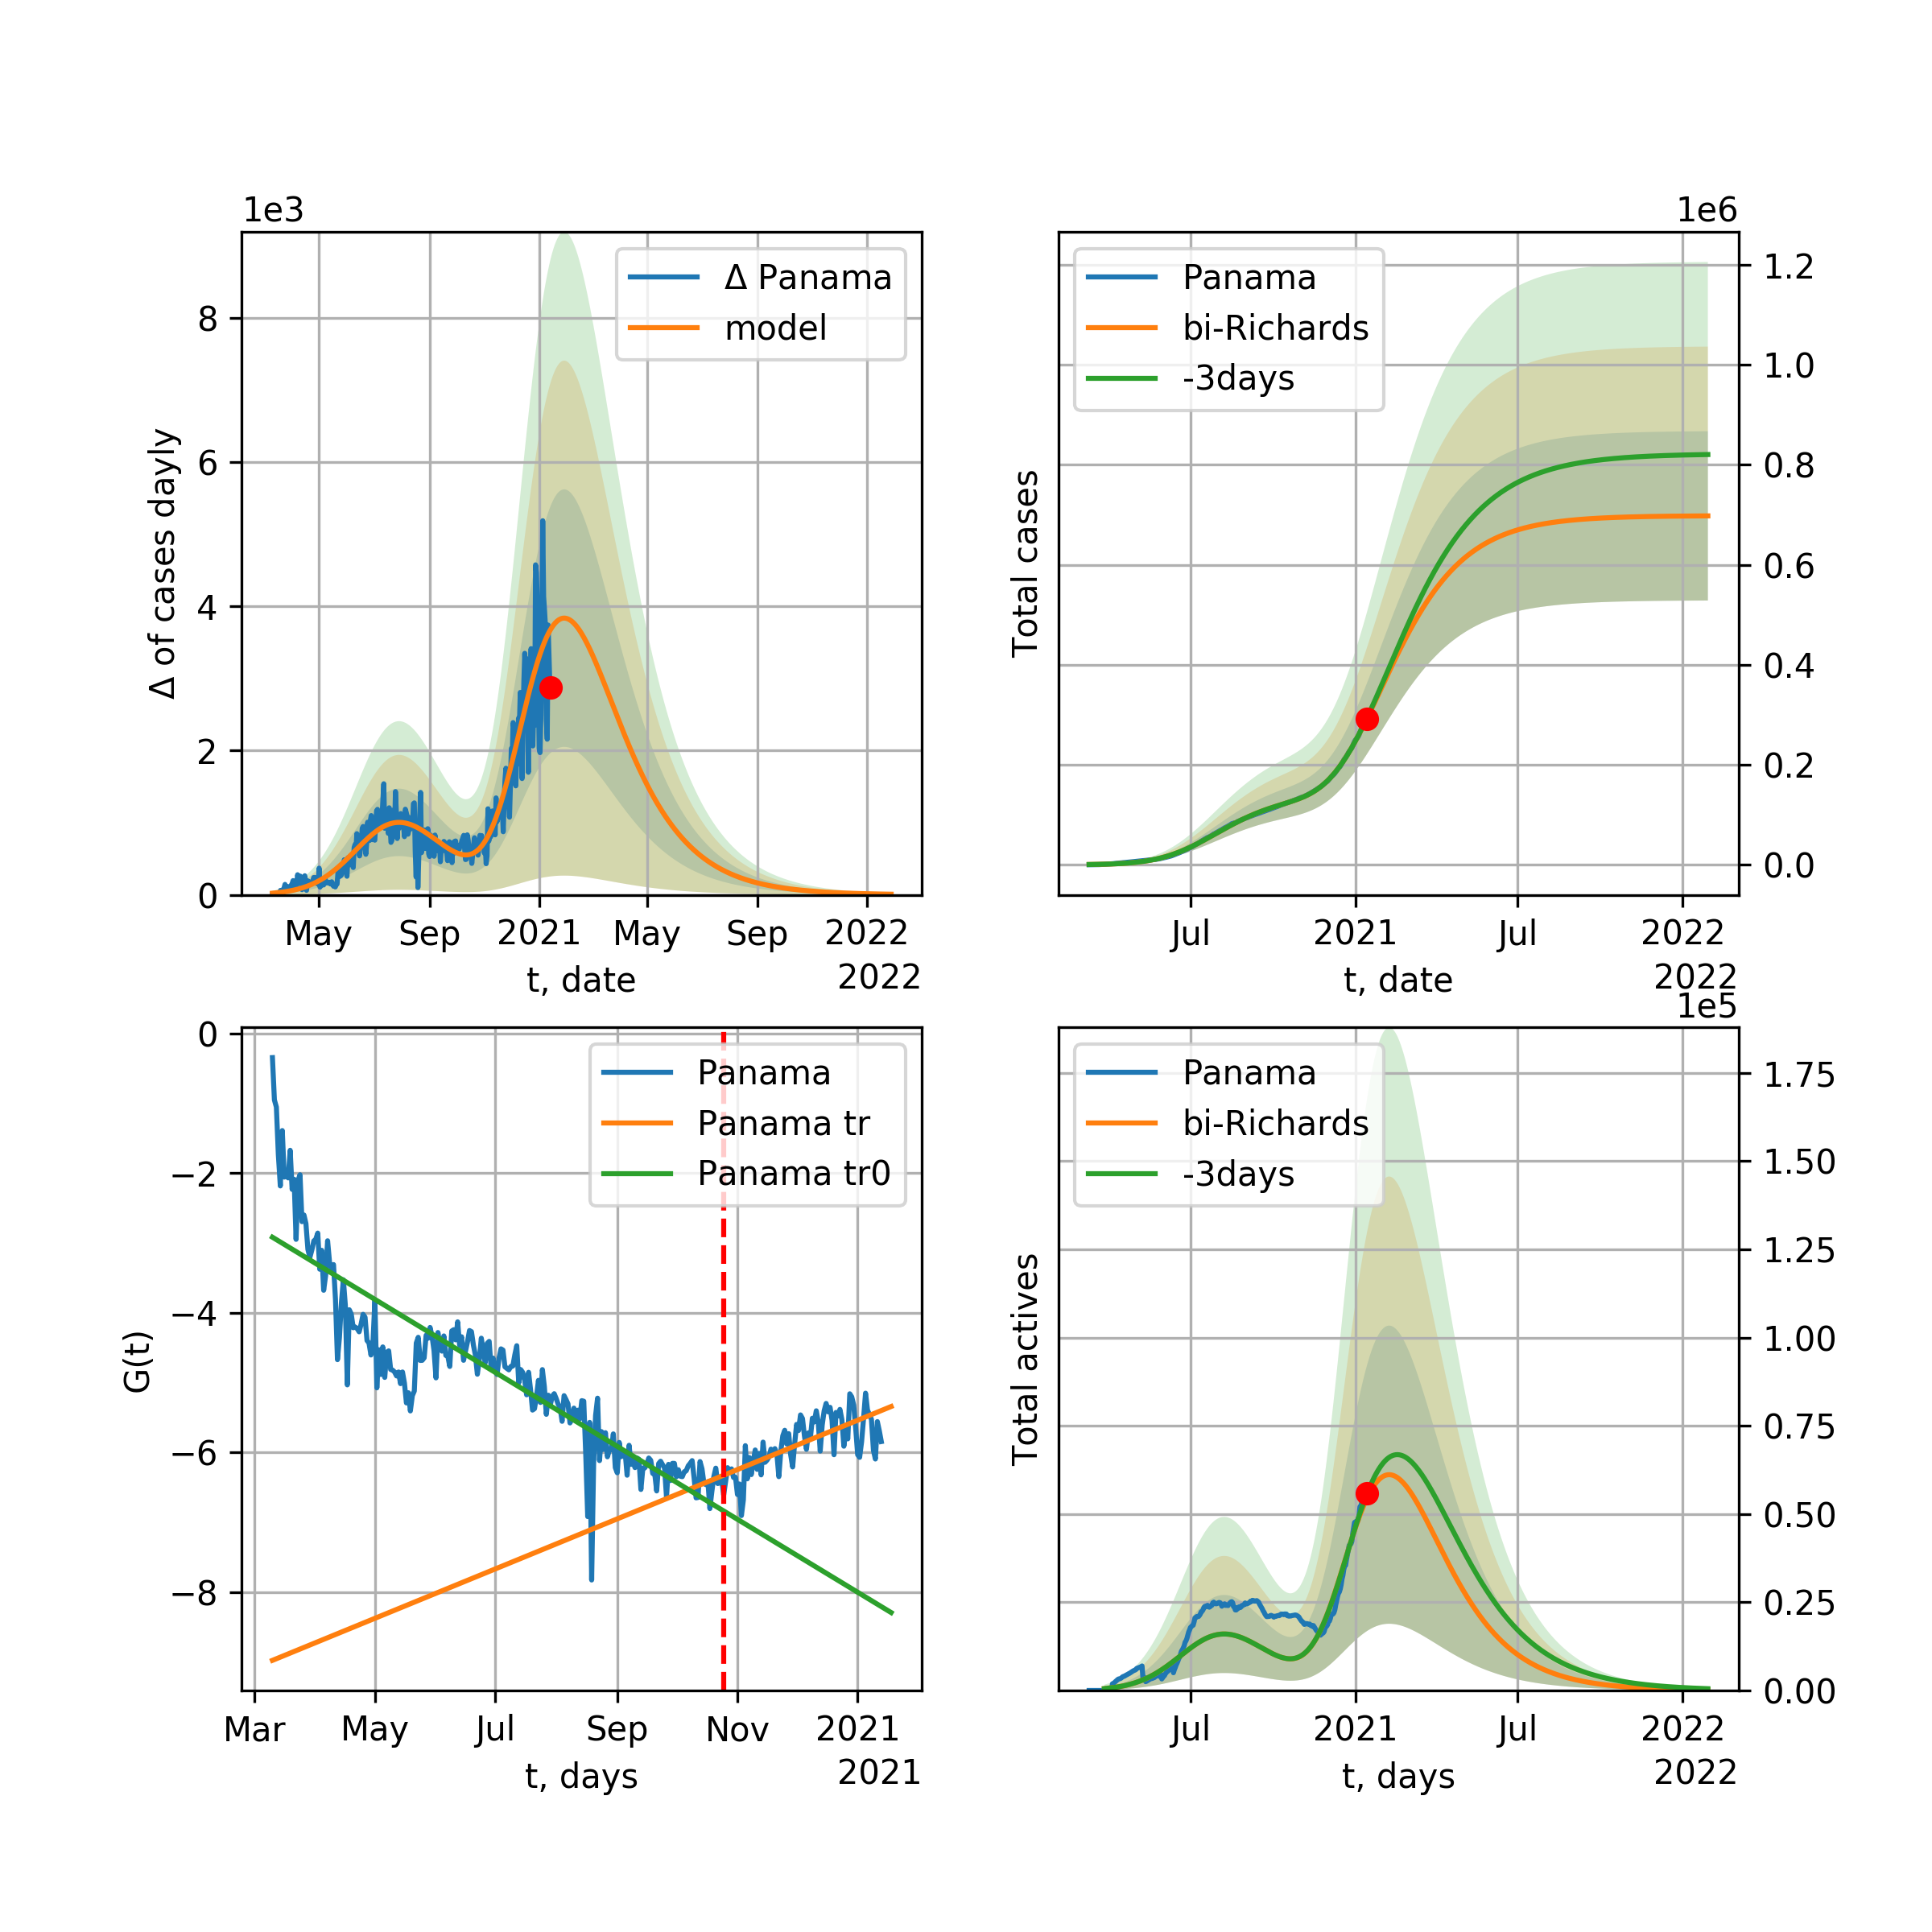 1e3
Δ of cases dayly
8
6
4
2
0
Δ Panama
model
May Sep 2021 May Sep 2022
t, date
2022
1e6
Total cases
Panama
bi-Richards
-3days
1.2
1.0
0.8
0.6
0.4
0.2
0.0
Jul 2021 Jul 2022
t, date
2022
G(t)
0
−2
−4
−6
−8
Panama
Panama tr
Panama tr0
Mar May Jul Sep Nov 2021
t, days
2021
1e5
Total actives
Panama
bi-Richards
-3days
1.75
1.50
1.25
1.00
0.75
0.50
0.25
0.00
Jul 2021 Jul 2022
t, days
2022